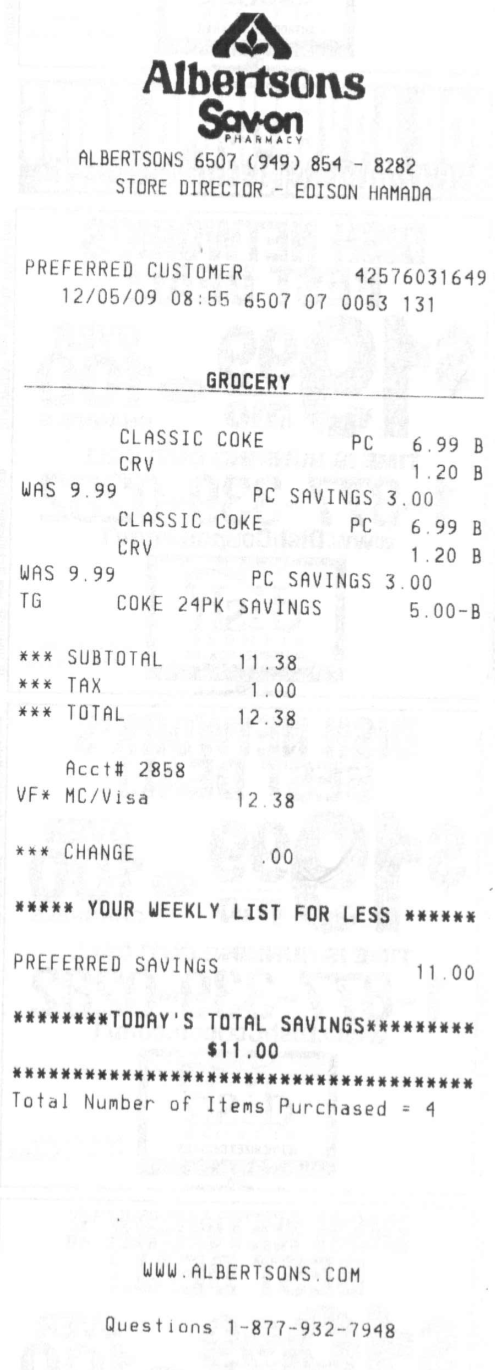 Albertsons
Sav-on
PHARMACY
ALBERTSONS 6507 (949) 854 - 8282
STORE DIRECTOR - EDISON HAMADA
PREFERRED CUSTOMER 42576031649
12/05/09 08:55 6507 07 0053 131
GROCERY
CLASSIC COKE PC 6.99 B
CRV 1.20 B
WAS 9.99 PC SAVINGS 3.00
CLASSIC COKE PC 6.99 B
CRV 1.20 B
WAS 9.99 PC SAVINGS 3.00
TG COKE 24PK SAVINGS 5.00-B
*** SUBTOTAL 11.38
*** TAX 1.00
*** TOTAL 12.38
Acct# 2858
VF* MC/Visa 12.38
*** CHANGE .00
***** YOUR WEEKLY LIST FOR LESS ******
PREFERRED SAVINGS 11.00
********TODAY'S TOTAL SAVINGS*********
$11.00
***************************************
Total Number of Items Purchased = 4
WWW.ALBERTSONS.COM
Questions 1-877-932-7948